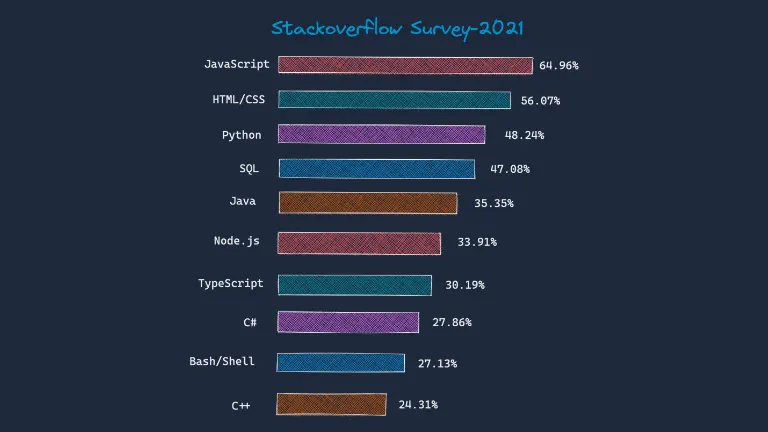 Stackoverflow Survey-2021
JavaScript 64.96%
HTML/CSS 56.07%
Python 48.24%
SQL 47.08%
Java 35.35%
Node.js 33.91%
TypeScript 30.19%
C# 27.86%
Bash/Shell 27.13%
C++ 24.31%